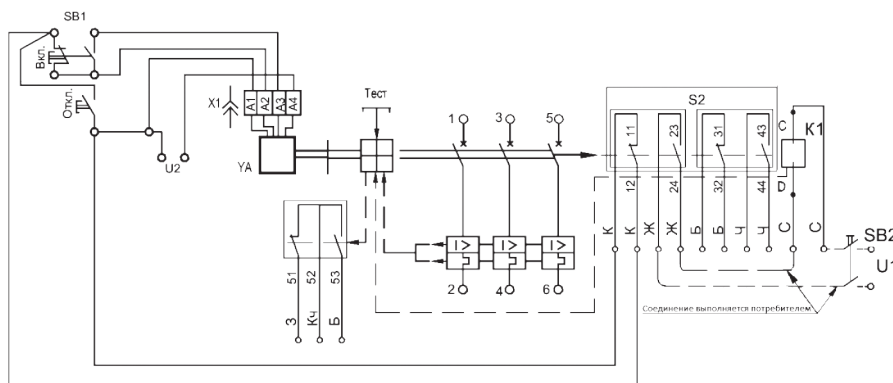 SB1
Вкл.
Откл.
X1
A1 A2 A3 A4
U2
YA
Тест
1 3 5
S2
11 23 31 43
C
K1
D
12 24 32 44
К К Ж Ж Б Б Ч Ч С С
SB2
U1
I> I> I>
51 52 53
2 4 6
З Кч Б
Соединение выполняется потребителем